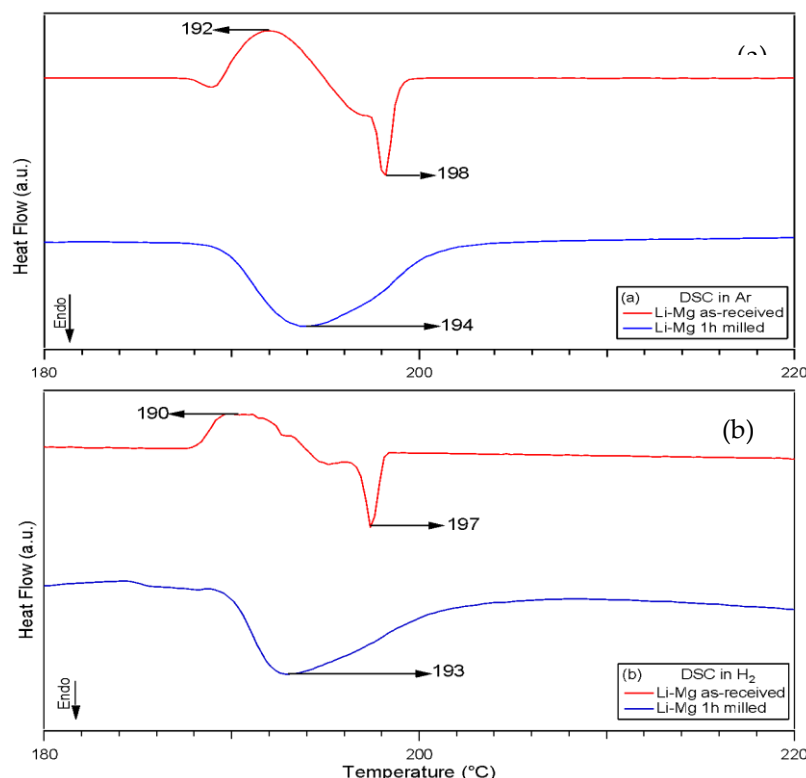 192
(a)
198
Heat Flow (a.u.)
Endo
194
(a) DSC in Ar
Li-Mg as-received
Li-Mg 1h milled
180 200 220
190
(b)
197
Heat Flow (a.u.)
Endo
193
(b) DSC in H₂
Li-Mg as-received
Li-Mg 1h milled
180 200 220
Temperature (°C)